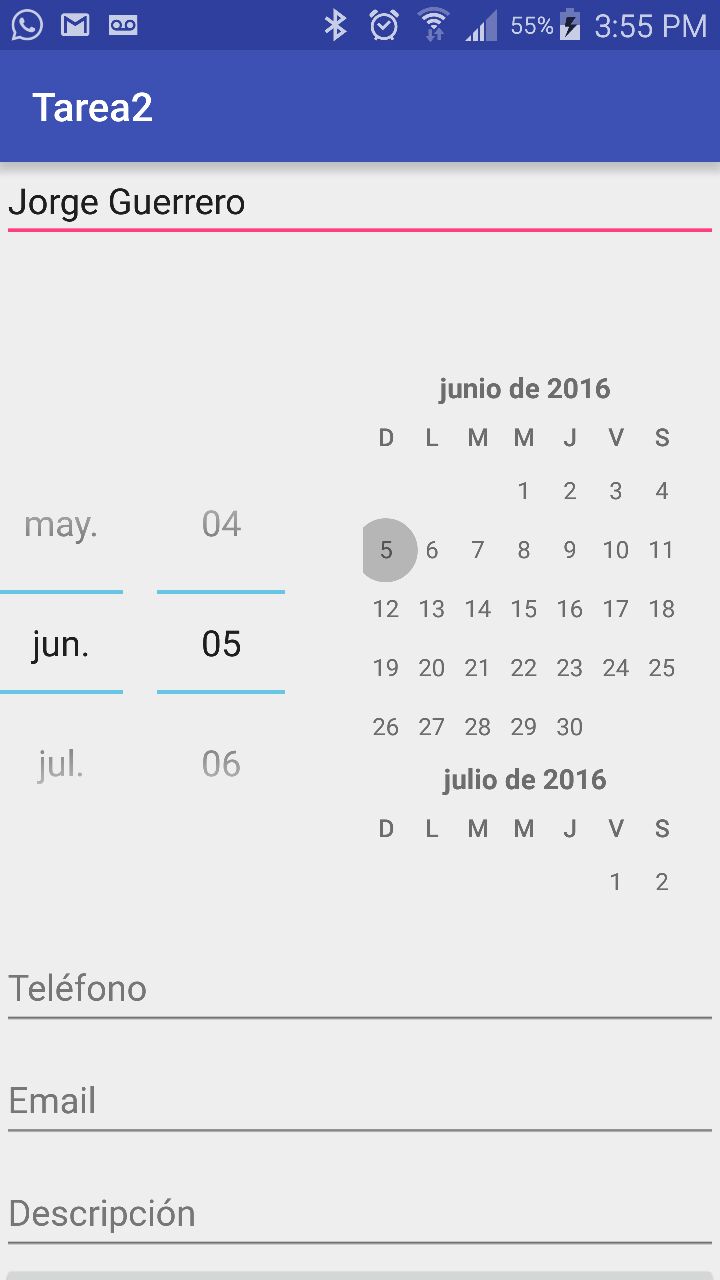 55% 3:55 PM
Tarea2
Jorge Guerrero
may. 04
jun. 05
jul. 06
junio de 2016
D L M M J V S
1 2 3 4
5 6 7 8 9 10 11
12 13 14 15 16 17 18
19 20 21 22 23 24 25
26 27 28 29 30
julio de 2016
D L M M J V S
1 2
Teléfono
Email
Descripción